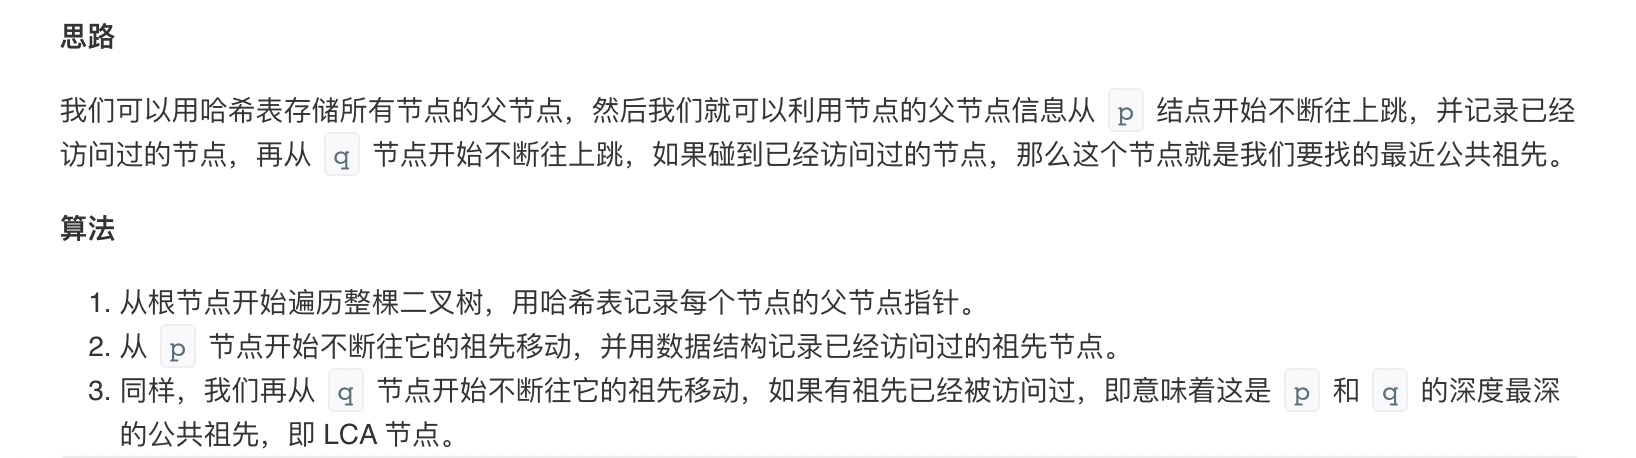 思路
我们可以用哈希表存储所有节点的父节点，然后我们就可以利用节点的父节点信息从 p 结点开始不断往上跳，并记录已经
访问过的节点，再从 q 节点开始不断往上跳，如果碰到已经访问过的节点，那么这个节点就是我们要找的最近公共祖先。
算法
1. 从根节点开始遍历整棵二叉树，用哈希表记录每个节点的父节点指针。
2. 从 p 节点开始不断往它的祖先移动，并用数据结构记录已经访问过的祖先节点。
3. 同样，我们再从 q 节点开始不断往它的祖先移动，如果有祖先已经被访问过，即意味着这是 p 和 q 的深度最深
的公共祖先，即 LCA 节点。